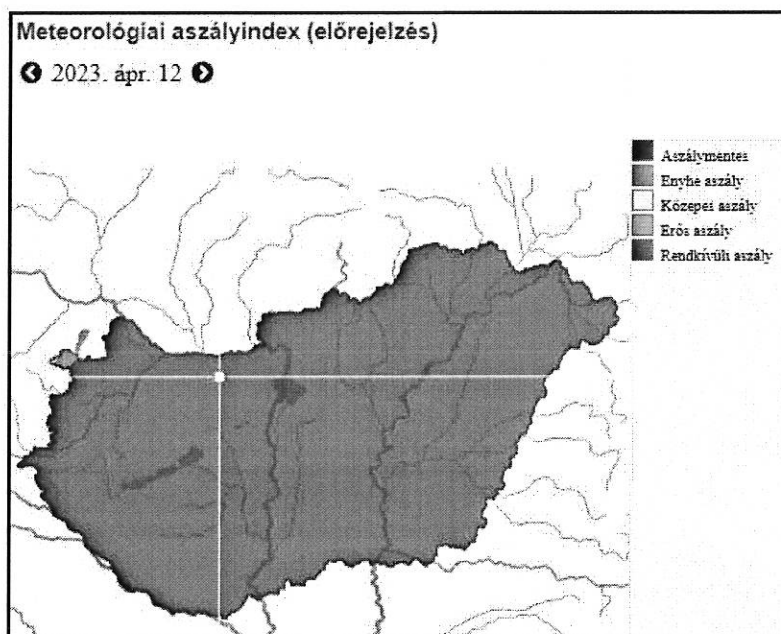 Meteorológiai aszályindex (előrejelzés)
2023. ápr. 12
Aszálymentes
Enyhe aszály
Közepes aszály
Erős aszály
Rendkívüli aszály